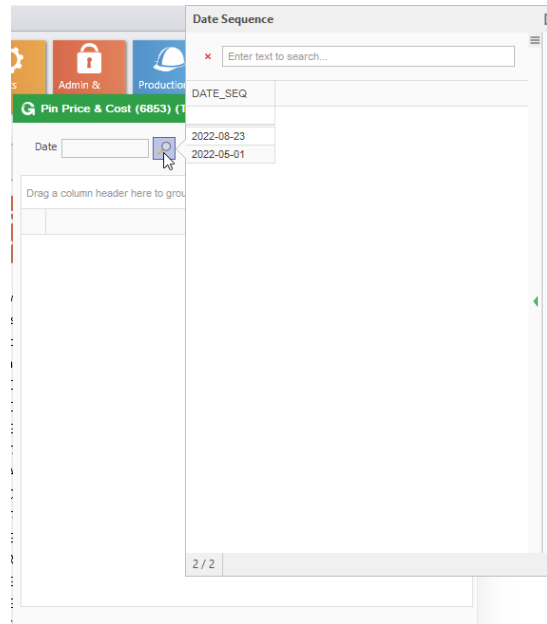 Date Sequence
Enter text to search...
Admin &
Production
DATE_SEQ
G Pin Price & Cost (6853) (T
2022-08-23
Date
2022-05-01
Drag a column header here to grou
2 / 2